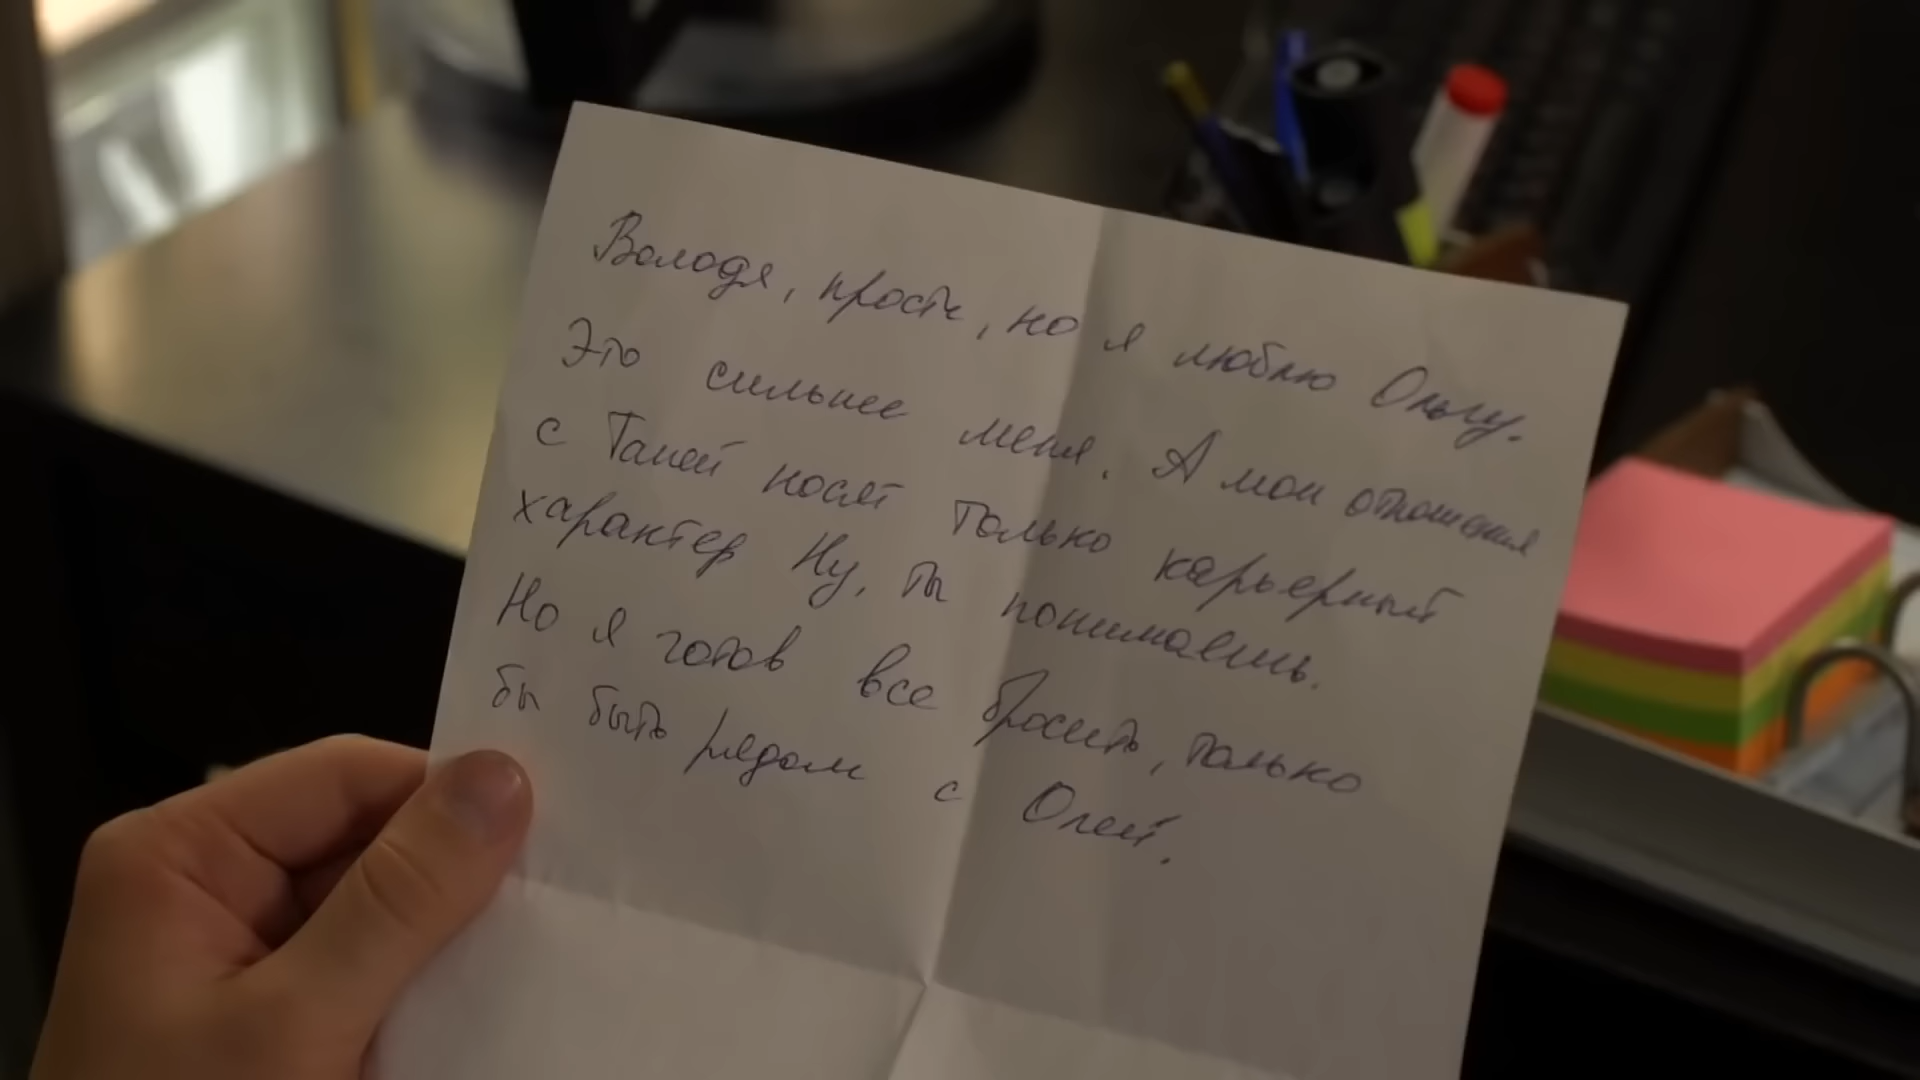 Володя, прости, но я люблю Ольгу.
Это сильнее меня. А мои отношения
с Таней носят только карьерный
характер Ну, ты понимаешь.
Но я готов все бросить, только
бы быть рядом с Олей.